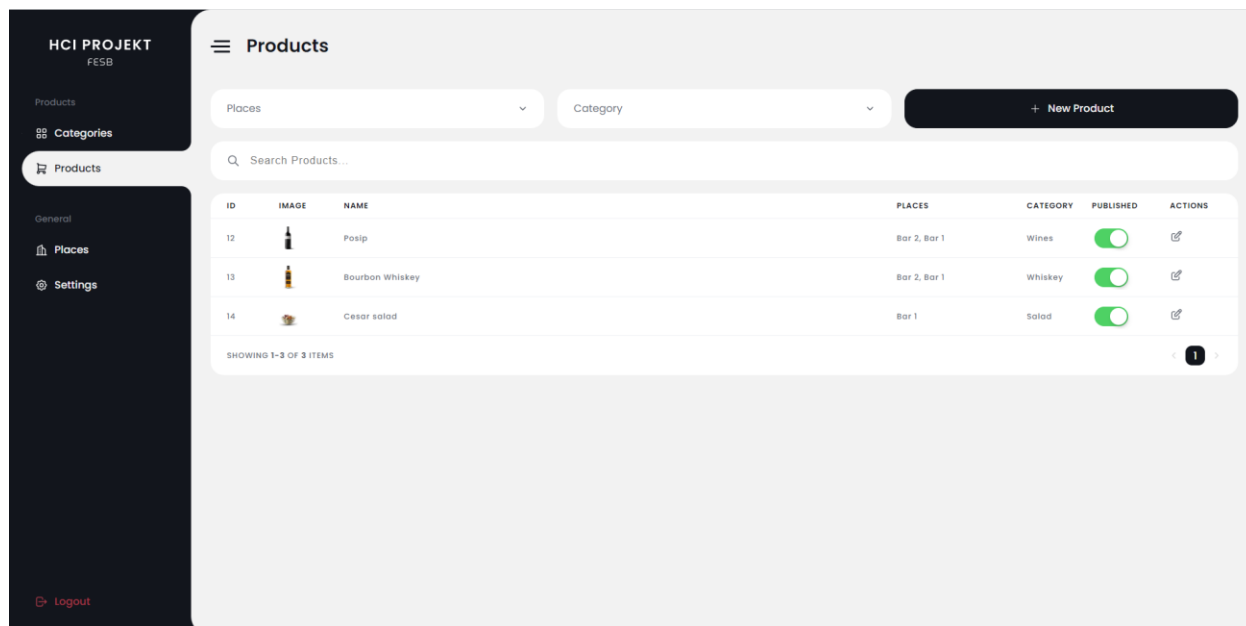 HCI PROJEKT
FESB
Products
Categories
Products
General
Places
Settings
Logout
Products
Places
Category
+ New Product
Search Products...
ID IMAGE NAME PLACES CATEGORY PUBLISHED ACTIONS
12 Posip Bar 2, Bar 1 Wines
13 Bourbon Whiskey Bar 2, Bar 1 Whiskey
14 Cesar salad Bar 1 Salad
SHOWING 1-3 OF 3 ITEMS < 1 >